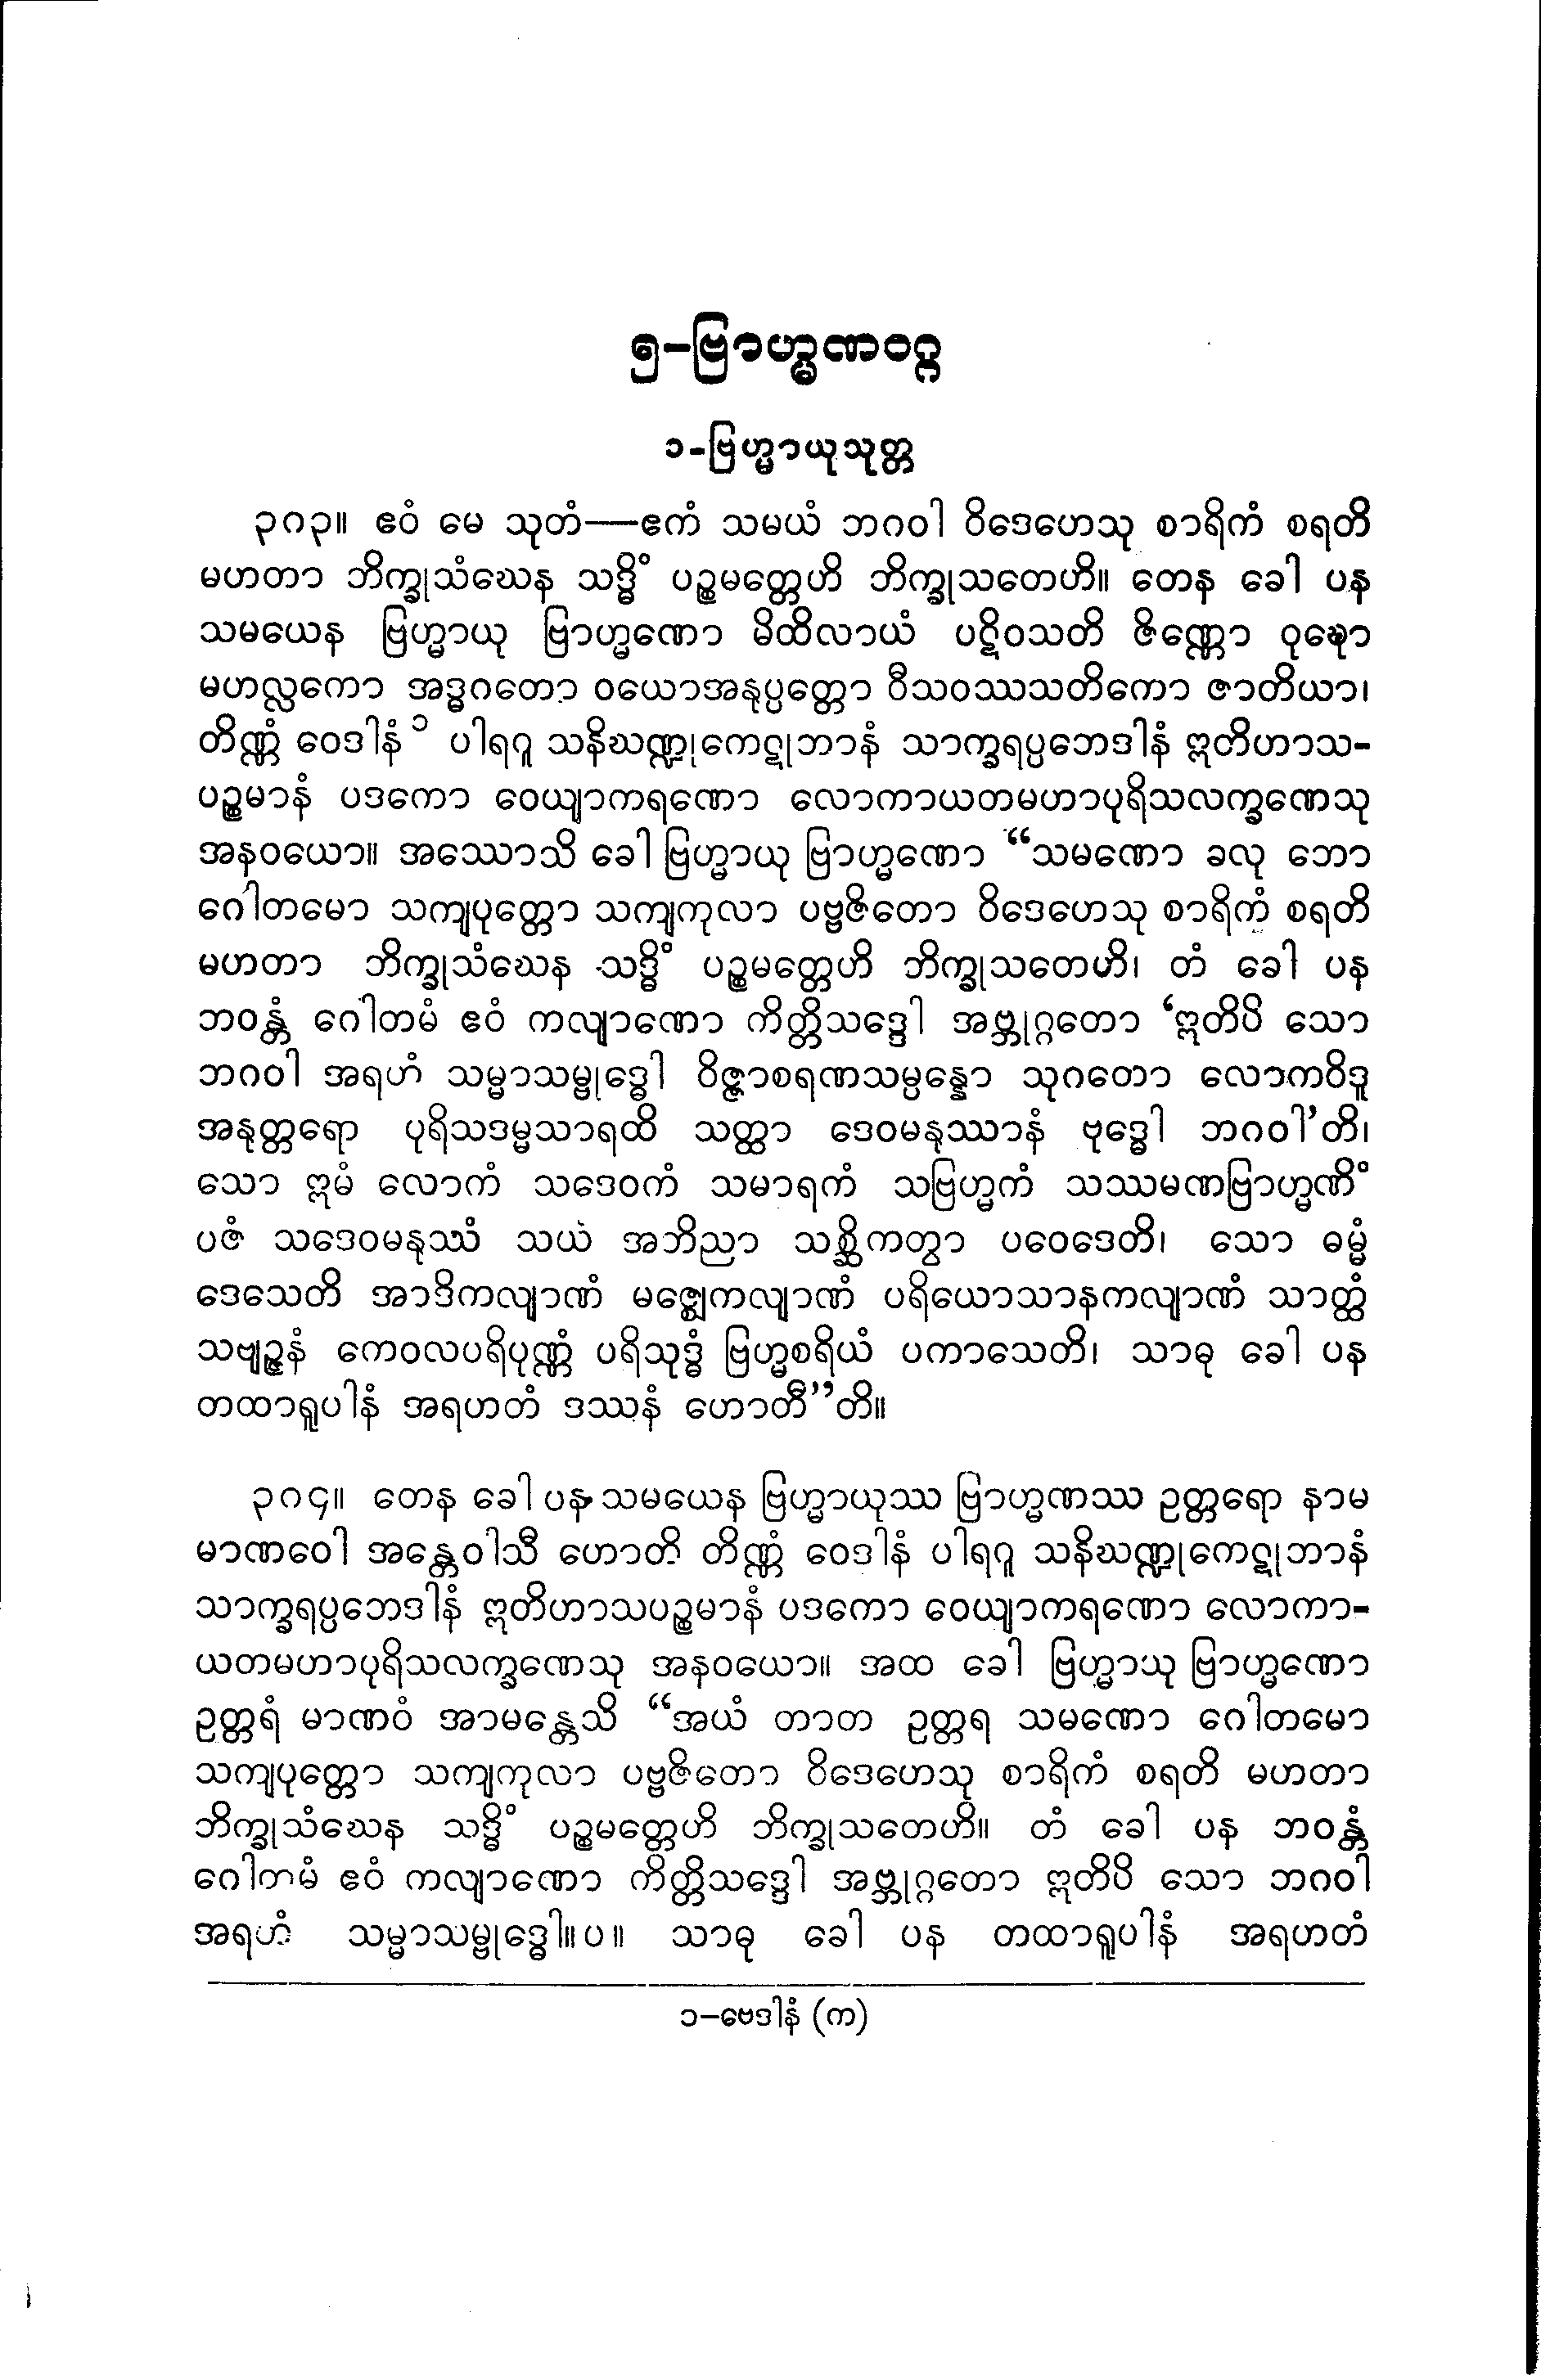 ၅-ဗြာဟ္မဏဝဂ္ဂ
၁-ဗြဟ္မာယုသုတ္တ
၃၈၃။ ဧဝံ မေ သုတံ—ဧကံ သမယံ ဘဂဝါ ဝိဒေဟေသု စာရိကံ စရတိ
မဟတာ ဘိက္ခုသံဃေန သဒ္ဓိံ ပဉ္စမတ္တေဟိ ဘိက္ခုသတေဟိ။ တေန ခေါ ပန
သမယေန ဗြဟ္မာယု ဗြာဟ္မဏော မိထိလာယံ ပဋိဝသတိ ဇိဏ္ဏော ဝုဍ္ဎော
မဟလ္လကော အဒ္ဓဂတော ဝယောအနုပ္ပတ္တော ဝီသဝဿသတိကော ဇာတိယာ၊
တိဏ္ဏံ ဝေဒါနံ ၁ ပါရဂူ သနိဃဏ္ဍုကေဋုဘာနံ သာက္ခရပ္ပဘေဒါနံ ဣတိဟာသ-
ပဉ္စမာနံ ပဒကော ဝေယျာကရဏော လောကာယတမဟာပုရိသလက္ခဏေသု
အနဝယော။ အဿောသိ ခေါ ဗြဟ္မာယု ဗြာဟ္မဏော “သမဏော ခလု ဘော
ဂေါတမော သကျပုတ္တော သကျကုလာ ပဗ္ဗဇိတော ဝိဒေဟေသု စာရိကံ စရတိ
မဟတာ ဘိက္ခုသံဃေန သဒ္ဓိံ ပဉ္စမတ္တေဟိ ဘိက္ခုသတေဟိ၊ တံ ခေါ ပန
ဘဝန္တံ ဂေါတမံ ဧဝံ ကလျာဏော ကိတ္တိသဒ္ဒေါ အဗ္ဘုဂ္ဂတော ‘ဣတိပိ သော
ဘဂဝါ အရဟံ သမ္မာသမ္ဗုဒ္ဓေါ ဝိဇ္ဇာစရဏသမ္ပန္နော သုဂတော လောကဝိဒူ
အနုတ္တရော ပုရိသဒမ္မသာရထိ သတ္ထာ ဒေဝမနုဿာနံ ဗုဒ္ဓေါ ဘဂဝါ’တိ၊
သော ဣမံ လောကံ သဒေဝကံ သမာရကံ သဗြဟ္မကံ သဿမဏဗြာဟ္မဏိံ
ပဇံ သဒေဝမနုဿံ သယံ အဘိညာ သစ္ဆိကတွာ ပဝေဒေတိ၊ သော ဓမ္မံ
ဒေသေတိ အာဒိကလျာဏံ မဇ္ဈေကလျာဏံ ပရိယောသာနကလျာဏံ သာတ္ထံ
သဗျဉ္ဇနံ ကေဝလပရိပုဏ္ဏံ ပရိသုဒ္ဓံ ဗြဟ္မစရိယံ ပကာသေတိ၊ သာဓု ခေါ ပန
တထာရူပါနံ အရဟတံ ဒဿနံ ဟောတီ”တိ။
၃၈၄။ တေန ခေါ ပန သမယေန ဗြဟ္မာယုဿ ဗြာဟ္မဏဿ ဥတ္တရော နာမ
မာဏဝေါ အန္တေဝါသီ ဟောတိ တိဏ္ဏံ ဝေဒါနံ ပါရဂူ သနိဃဏ္ဍုကေဋုဘာနံ
သာက္ခရပ္ပဘေဒါနံ ဣတိဟာသပဉ္စမာနံ ပဒကော ဝေယျာကရဏော လောကာ-
ယတမဟာပုရိသလက္ခဏေသု အနဝယော။ အထ ခေါ ဗြဟ္မာယု ဗြာဟ္မဏော
ဥတ္တရံ မာဏဝံ အာမန္တေသိ “အယံ တာတ ဥတ္တရ သမဏော ဂေါတမော
သကျပုတ္တော သကျကုလာ ပဗ္ဗဇိတော ဝိဒေဟေသု စာရိကံ စရတိ မဟတာ
ဘိက္ခုသံဃေန သဒ္ဓိံ ပဉ္စမတ္တေဟိ ဘိက္ခုသတေဟိ။ တံ ခေါ ပန ဘဝန္တံ
ဂေါတမံ ဧဝံ ကလျာဏော ကိတ္တိသဒ္ဒေါ အဗ္ဘုဂ္ဂတော ဣတိပိ သော ဘဂဝါ
အရဟံ သမ္မာသမ္ဗုဒ္ဓေါ။ပ။ သာဓု ခေါ ပန တထာရူပါနံ အရဟတံ
၁–ဗေဒါနံ (က)